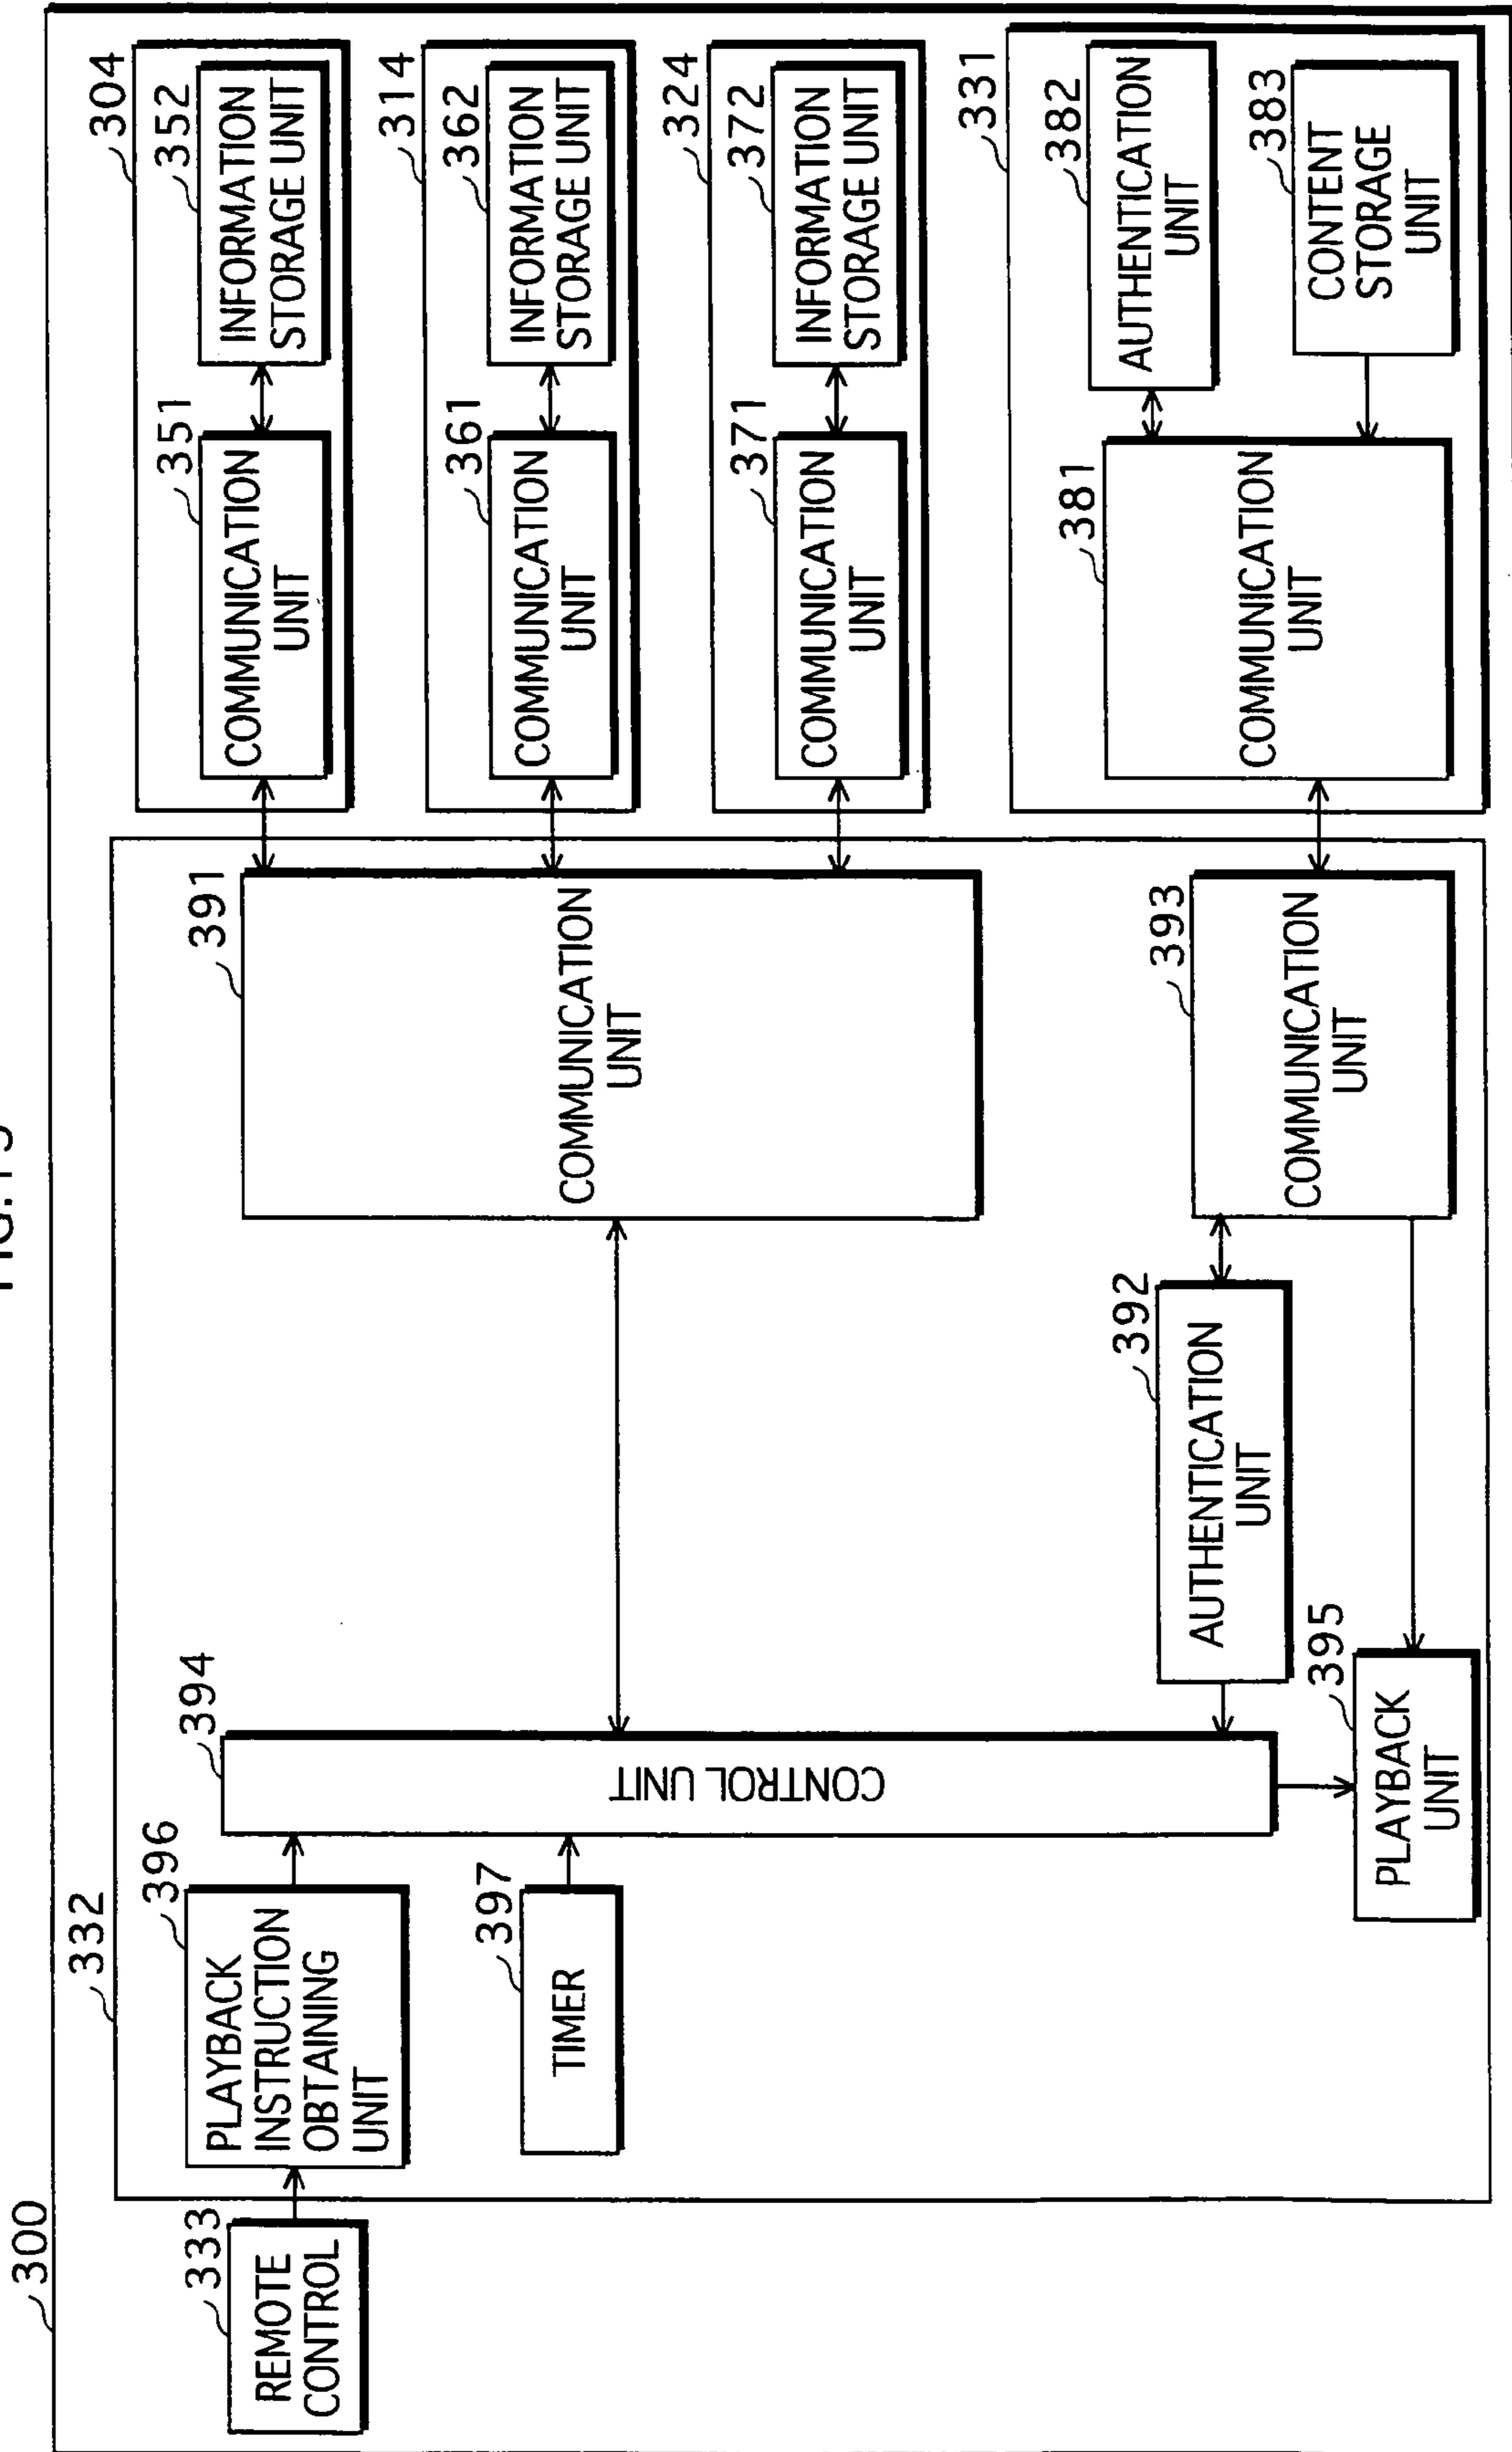 300
332
333
REMOTE
CONTROL
396
PLAYBACK
INSTRUCTION
OBTAINING
UNIT
397
TIMER
394
CONTROL UNIT
395
PLAYBACK
UNIT
392
AUTHENTICATION
UNIT
391
COMMUNICATION
UNIT
393
COMMUNICATION
UNIT
304
351
COMMUNICATION
UNIT
352
INFORMATION
STORAGE UNIT
314
361
COMMUNICATION
UNIT
362
INFORMATION
STORAGE UNIT
324
371
COMMUNICATION
UNIT
372
INFORMATION
STORAGE UNIT
331
381
COMMUNICATION
UNIT
382
AUTHENTICATION
UNIT
383
CONTENT
STORAGE
UNIT